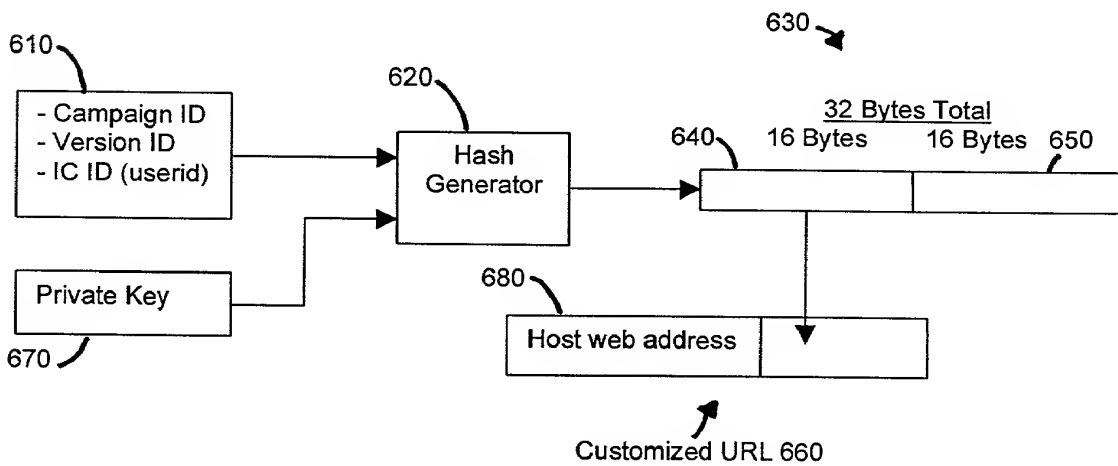 630
610
620
- Campaign ID
- Version ID
- IC ID (userid)
Hash
Generator
32 Bytes Total
16 Bytes 16 Bytes
640
650
Private Key
670
680
Host web address
Customized URL 660